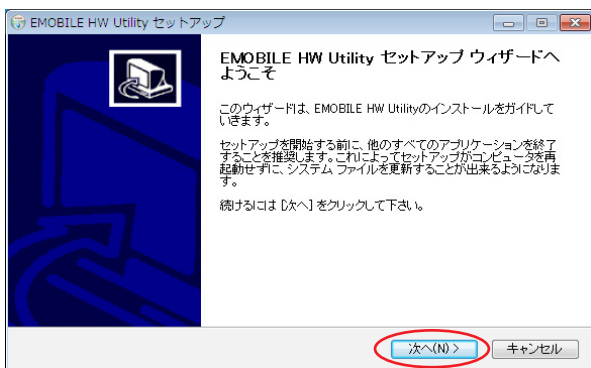 EMOBILE HW Utility セットアップ
EMOBILE HW Utility セットアップ ウィザードへ
ようこそ
このウィザードは、EMOBILE HW Utilityのインストールをガイドして
いきます。
セットアップを開始する前に、他のすべてのアプリケーションを終了
することを推奨します。これによってセットアップがコンピュータを再
起動せずに、システム ファイルを更新することが出来るようになりま
す。
続けるには [次へ] をクリックして下さい。
次へ(N) >
キャンセル